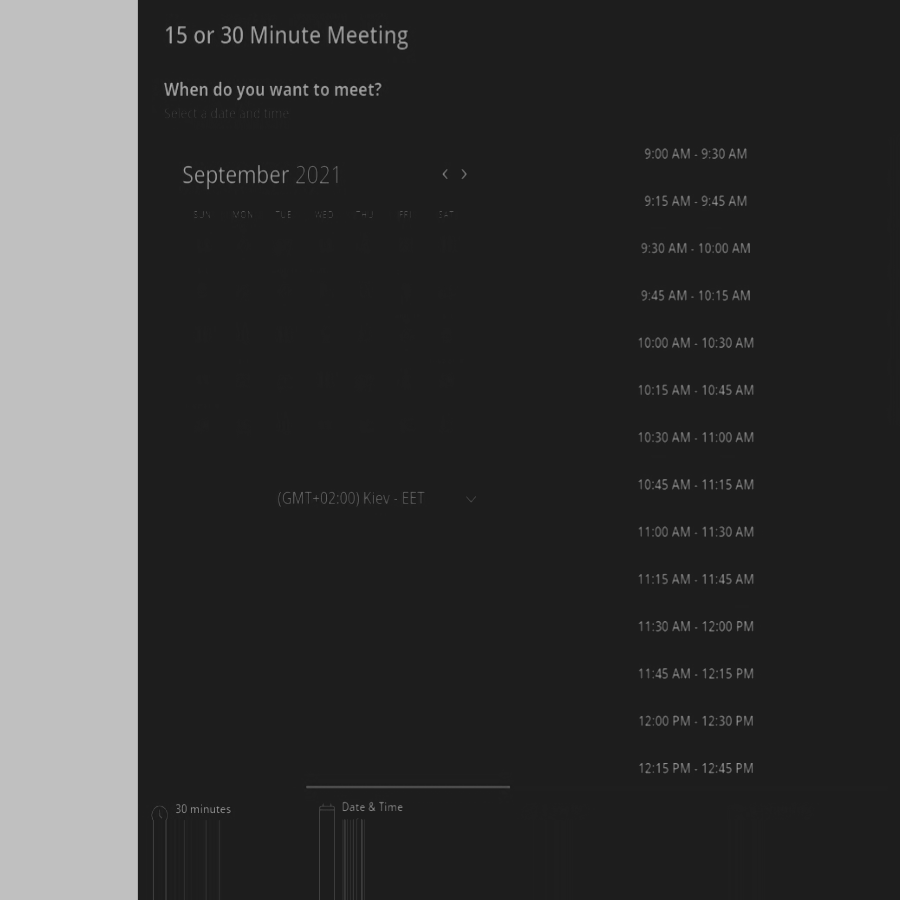 15 or 30 Minute Meeting
When do you want to meet?
Select a date and time
September 2021
SUN MON TUE WED THU FRI SAT
(GMT+02:00) Kiev - EET
9:00 AM - 9:30 AM
9:15 AM - 9:45 AM
9:30 AM - 10:00 AM
9:45 AM - 10:15 AM
10:00 AM - 10:30 AM
10:15 AM - 10:45 AM
10:30 AM - 11:00 AM
10:45 AM - 11:15 AM
11:00 AM - 11:30 AM
11:15 AM - 11:45 AM
11:30 AM - 12:00 PM
11:45 AM - 12:15 PM
12:00 PM - 12:30 PM
12:15 PM - 12:45 PM
30 minutes
Date & Time